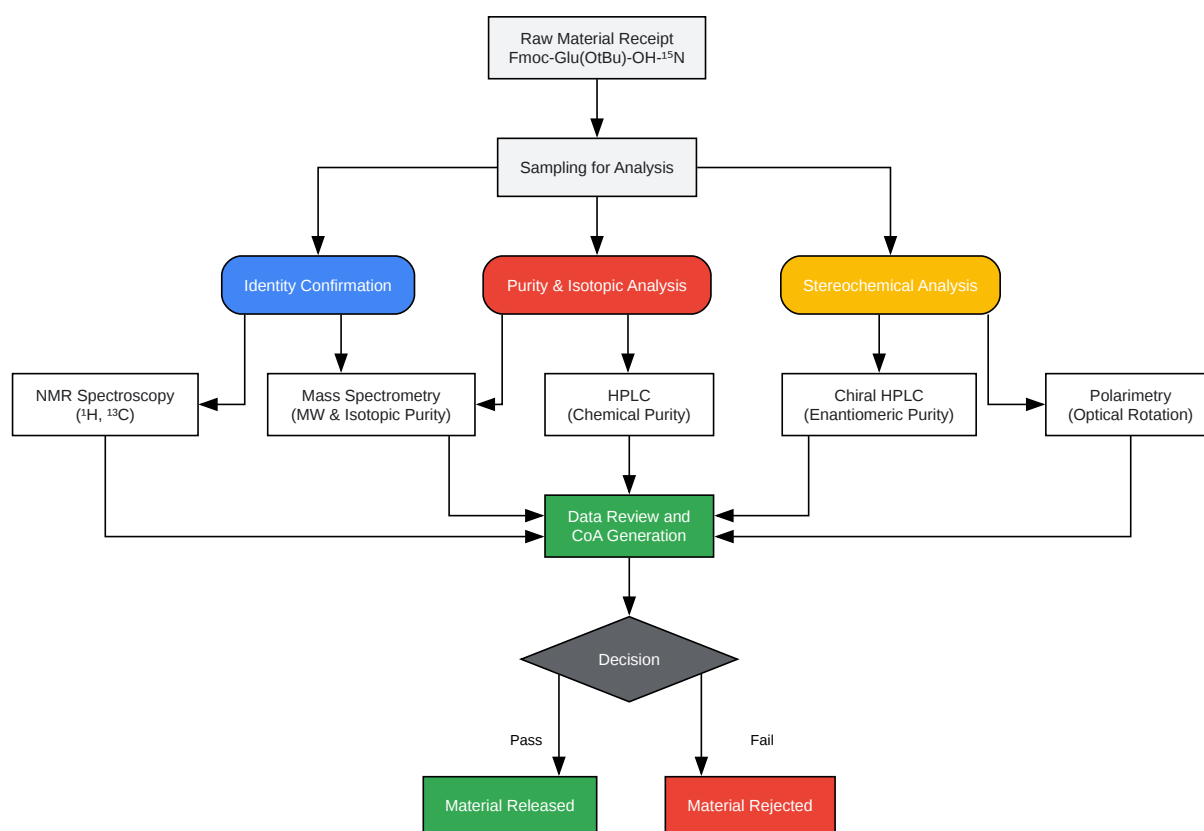 Raw Material Receipt
Fmoc-Glu(OtBu)-OH-¹⁵N
Sampling for Analysis
Identity Confirmation
Purity & Isotopic Analysis
Stereochemical Analysis
NMR Spectroscopy
(¹H, ¹³C)
Mass Spectrometry
(MW & Isotopic Purity)
HPLC
(Chemical Purity)
Chiral HPLC
(Enantiomeric Purity)
Polarimetry
(Optical Rotation)
Data Review and
CoA Generation
Decision
Pass
Fail
Material Released
Material Rejected